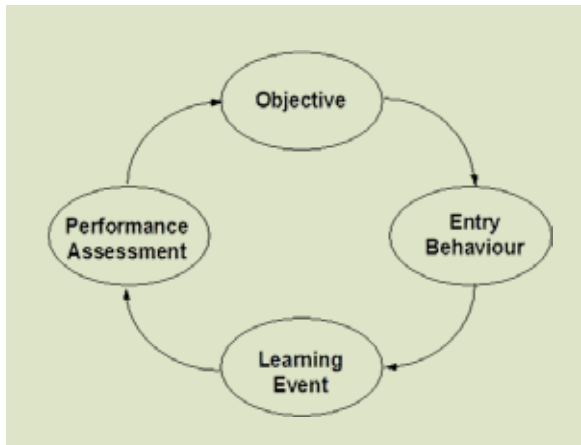 Objective
Entry
Behaviour
Learning
Event
Performance
Assessment